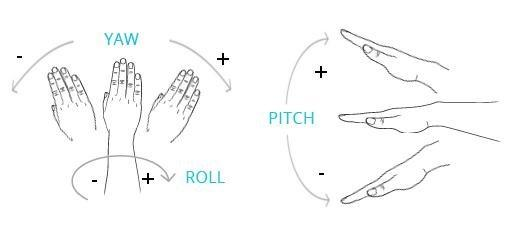 YAW
- +
- + ROLL
+
PITCH
-